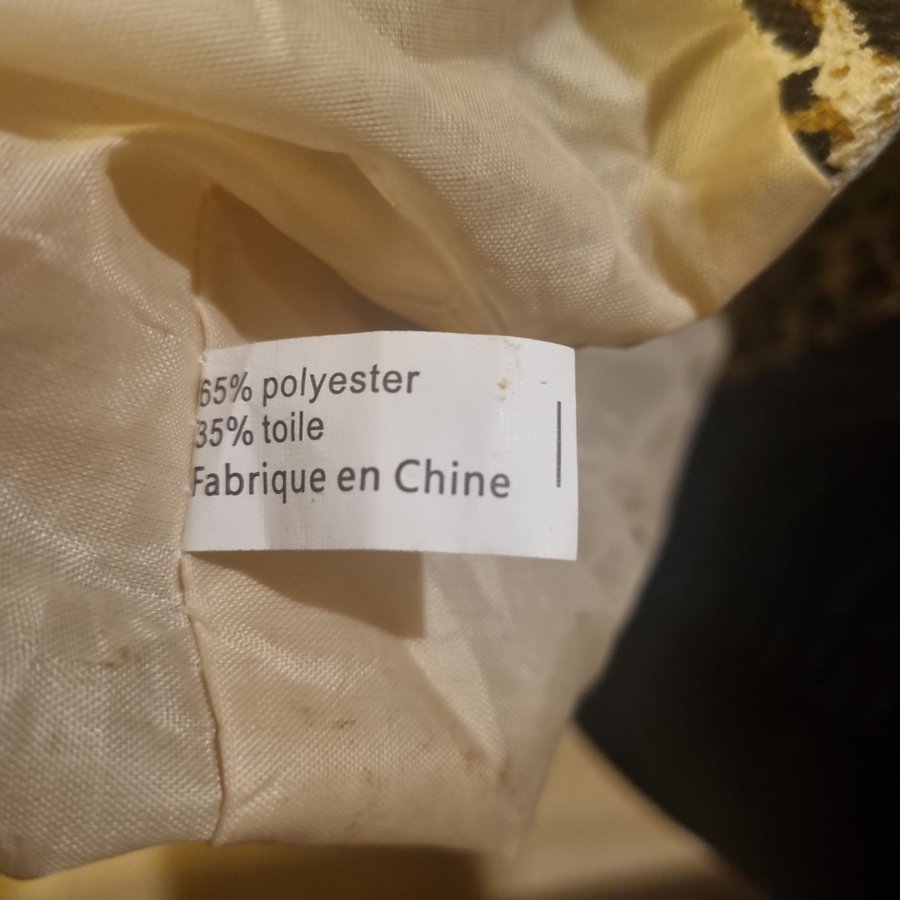 65% polyester
35% toile
Fabrique en Chine